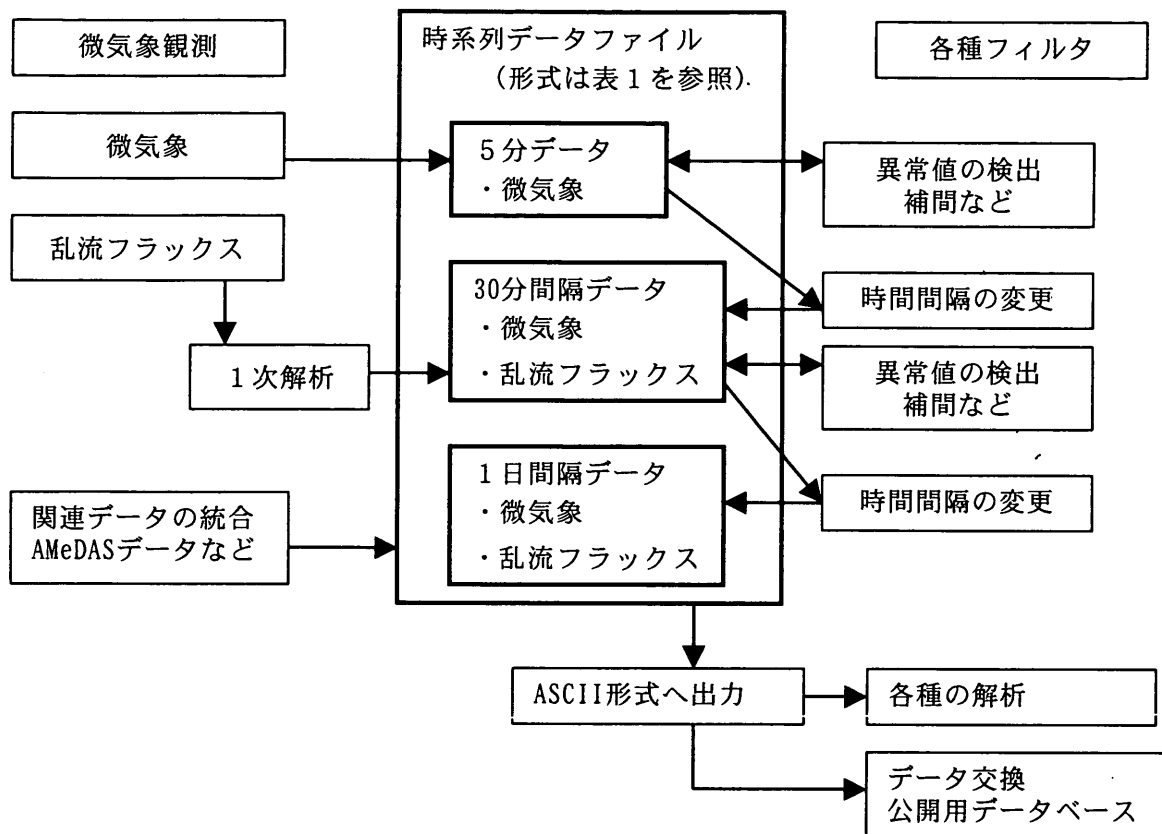 微気象観測
微気象
乱流フラックス
1次解析
関連データの統合
AMeDASデータなど
時系列データファイル
(形式は表1を参照).
5分データ
・微気象
30分間隔データ
・微気象
・乱流フラックス
1日間隔データ
・微気象
・乱流フラックス
各種フィルタ
異常値の検出
補間など
時間間隔の変更
異常値の検出
補間など
時間間隔の変更
ASCII形式へ出力
各種の解析
データ交換
公開用データベース